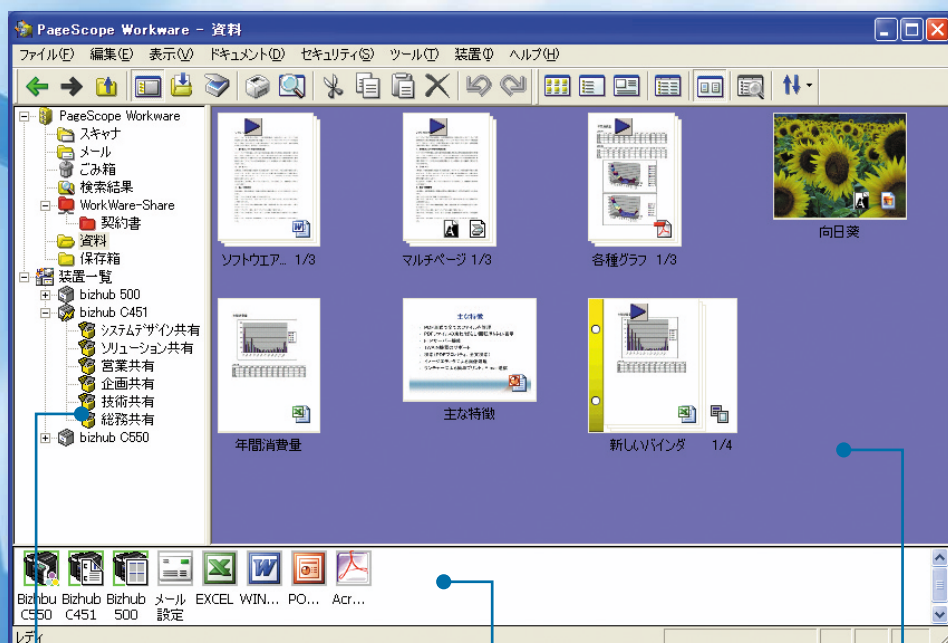 PageScope Workware － 資料
ファイル(F) 編集(E) 表示(V) ドキュメント(D) セキュリティ(S) ツール(T) 装置(I) ヘルプ(H)
PageScope Workware
スキャナ
メール
ごみ箱
検索結果
WorkWare-Share
契約書
資料
保存箱
装置一覧
bizhub 500
bizhub C451
システムデザイン共有
ソリューション共有
営業共有
企画共有
技術共有
総務共有
bizhub C550
ソフトウエア... 1/3
マルチページ 1/3
各種グラフ 1/3
向日葵
年間消費量
主な特徴
主な特徴
新しいバインダ 1/4
Bizhbu C550
Bizhub C451
Bizhub 500
メール設定
EXCEL
WIN...
PO...
Acr...
レディ